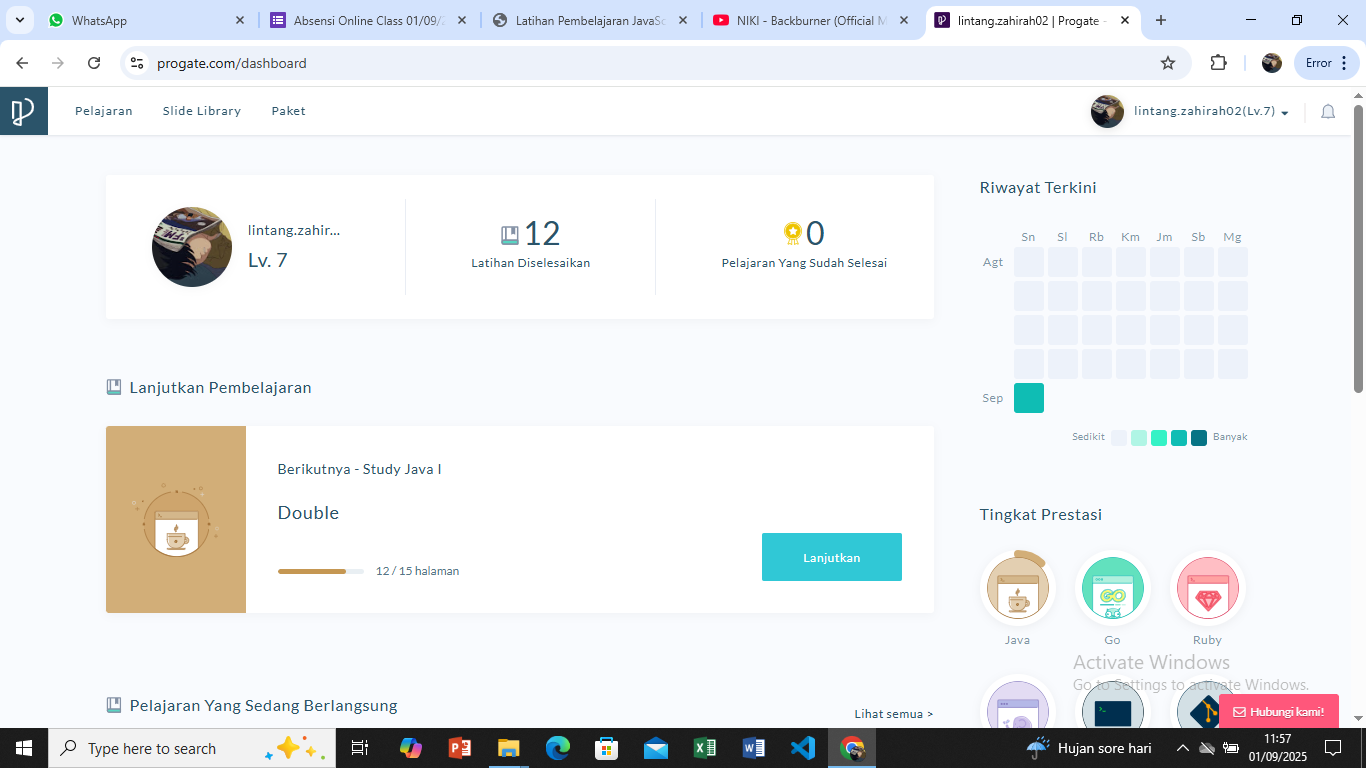 WhatsApp
Absensi Online Class 01/09/2
Latihan Pembelajaran JavaSc
NIKI - Backburner (Official M
lintang.zahirah02 | Progate -
progate.com/dashboard
Error
Pelajaran
Slide Library
Paket
lintang.zahirah02(Lv.7)
lintang.zahir...
Lv. 7
12
Latihan Diselesaikan
0
Pelajaran Yang Sudah Selesai
Riwayat Terkini
Sn Sl Rb Km Jm Sb Mg
Agt
Sep
Sedikit
Banyak
Lanjutkan Pembelajaran
Berikutnya - Study Java I
Double
12 / 15 halaman
Lanjutkan
Tingkat Prestasi
Java
Go
Ruby
Pelajaran Yang Sedang Berlangsung
Lihat semua >
Activate Windows
Go to Settings to activate Windows.
Hubungi kami!
Type here to search
Hujan sore hari
11:57
01/09/2025